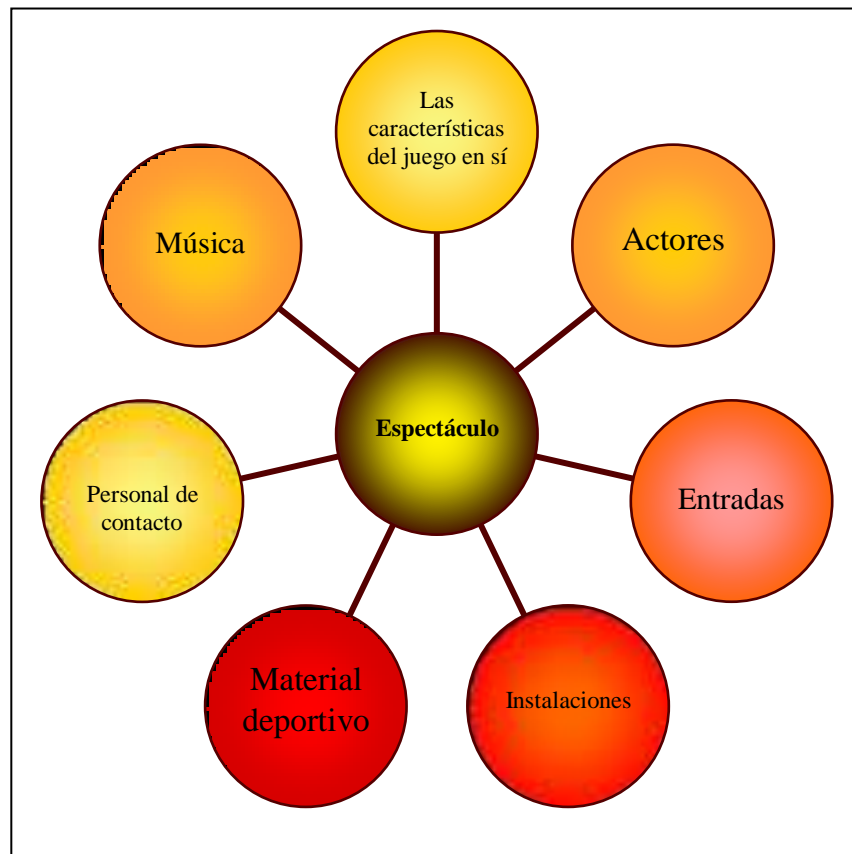 Las
características
del juego en sí
Música
Actores
Espectáculo
Personal de
contacto
Entradas
Material
deportivo
Instalaciones